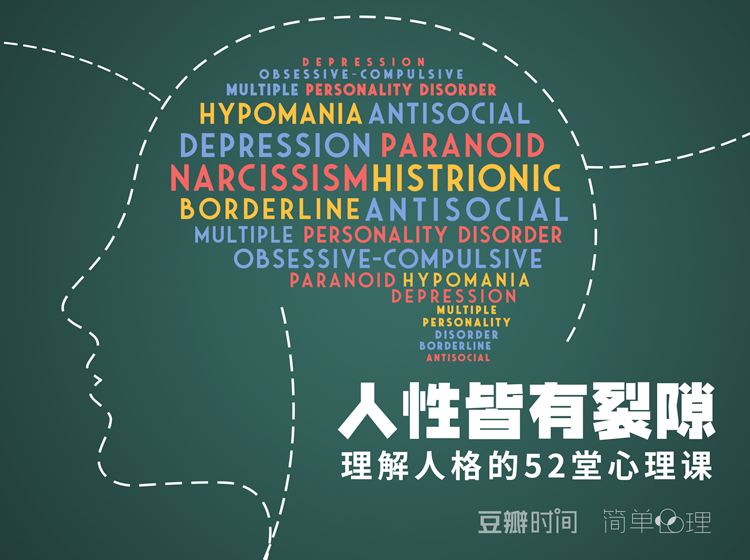 DEPRESSION
OBSESSIVE-COMPULSIVE
MULTIPLE PERSONALITY DISORDER
HYPOMANIA ANTISOCIAL
DEPRESSION PARANOID
NARCISSISM HISTRIONIC
BORDERLINE ANTISOCIAL
MULTIPLE PERSONALITY DISORDER
OBSESSIVE-COMPULSIVE
PARANOID HYPOMANIA
DEPRESSION
MULTIPLE
PERSONALITY
DISORDER
BORDERLINE
ANTISOCIAL
人性皆有裂隙
理解人格的52堂心理课
豆瓣时间 简单心理